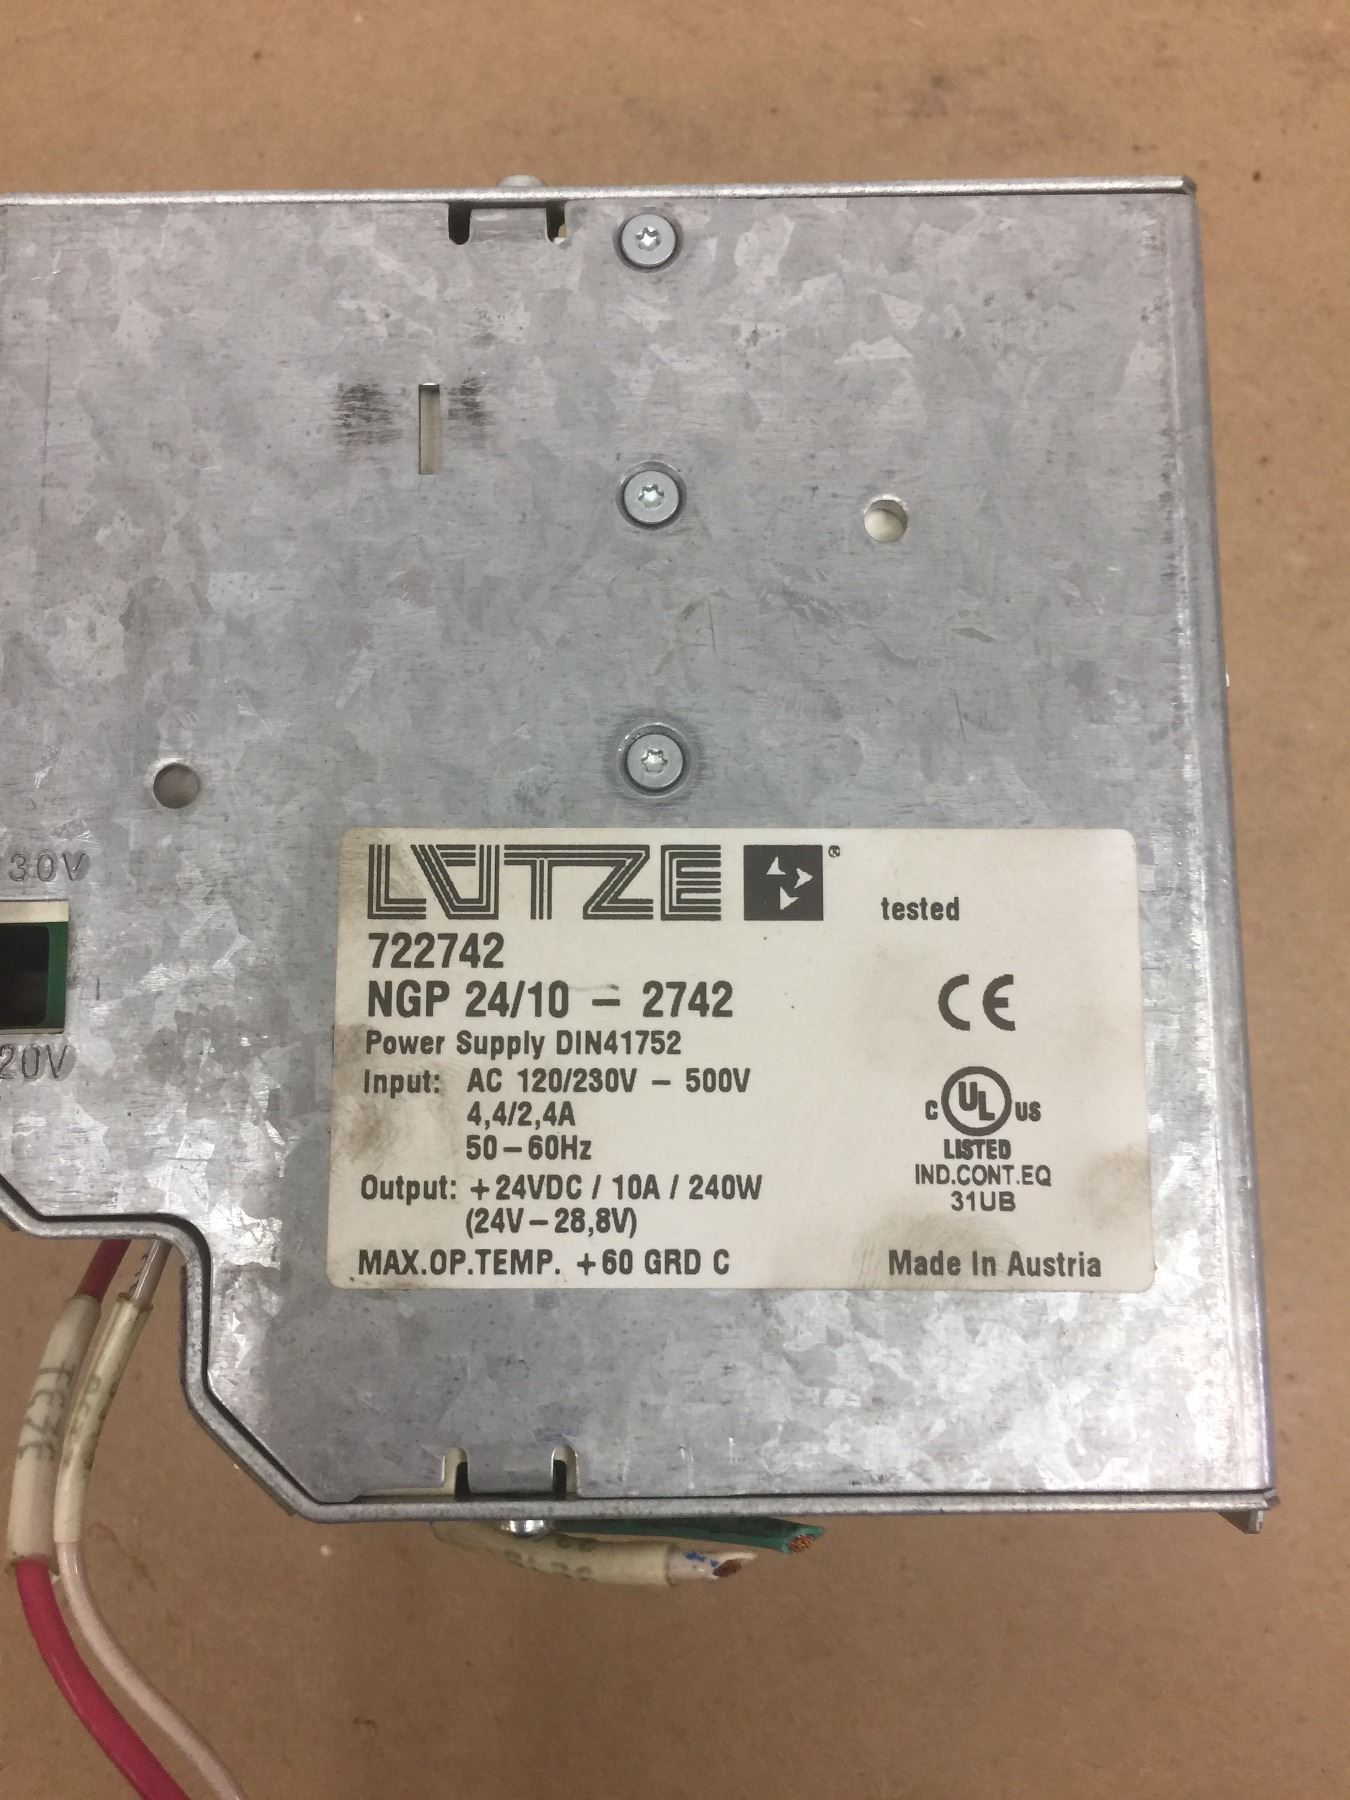 30V
20V
LÜTZE ® tested
722742
NGP 24/10 – 2742
CE
Power Supply DIN41752
Input: AC 120/230V – 500V
4,4/2,4A
50–60Hz
C UL US
LISTED
IND.CONT.EQ
31UB
Output: +24VDC / 10A / 240W
(24V–28,8V)
MAX.OP.TEMP. +60 GRD C
Made In Austria